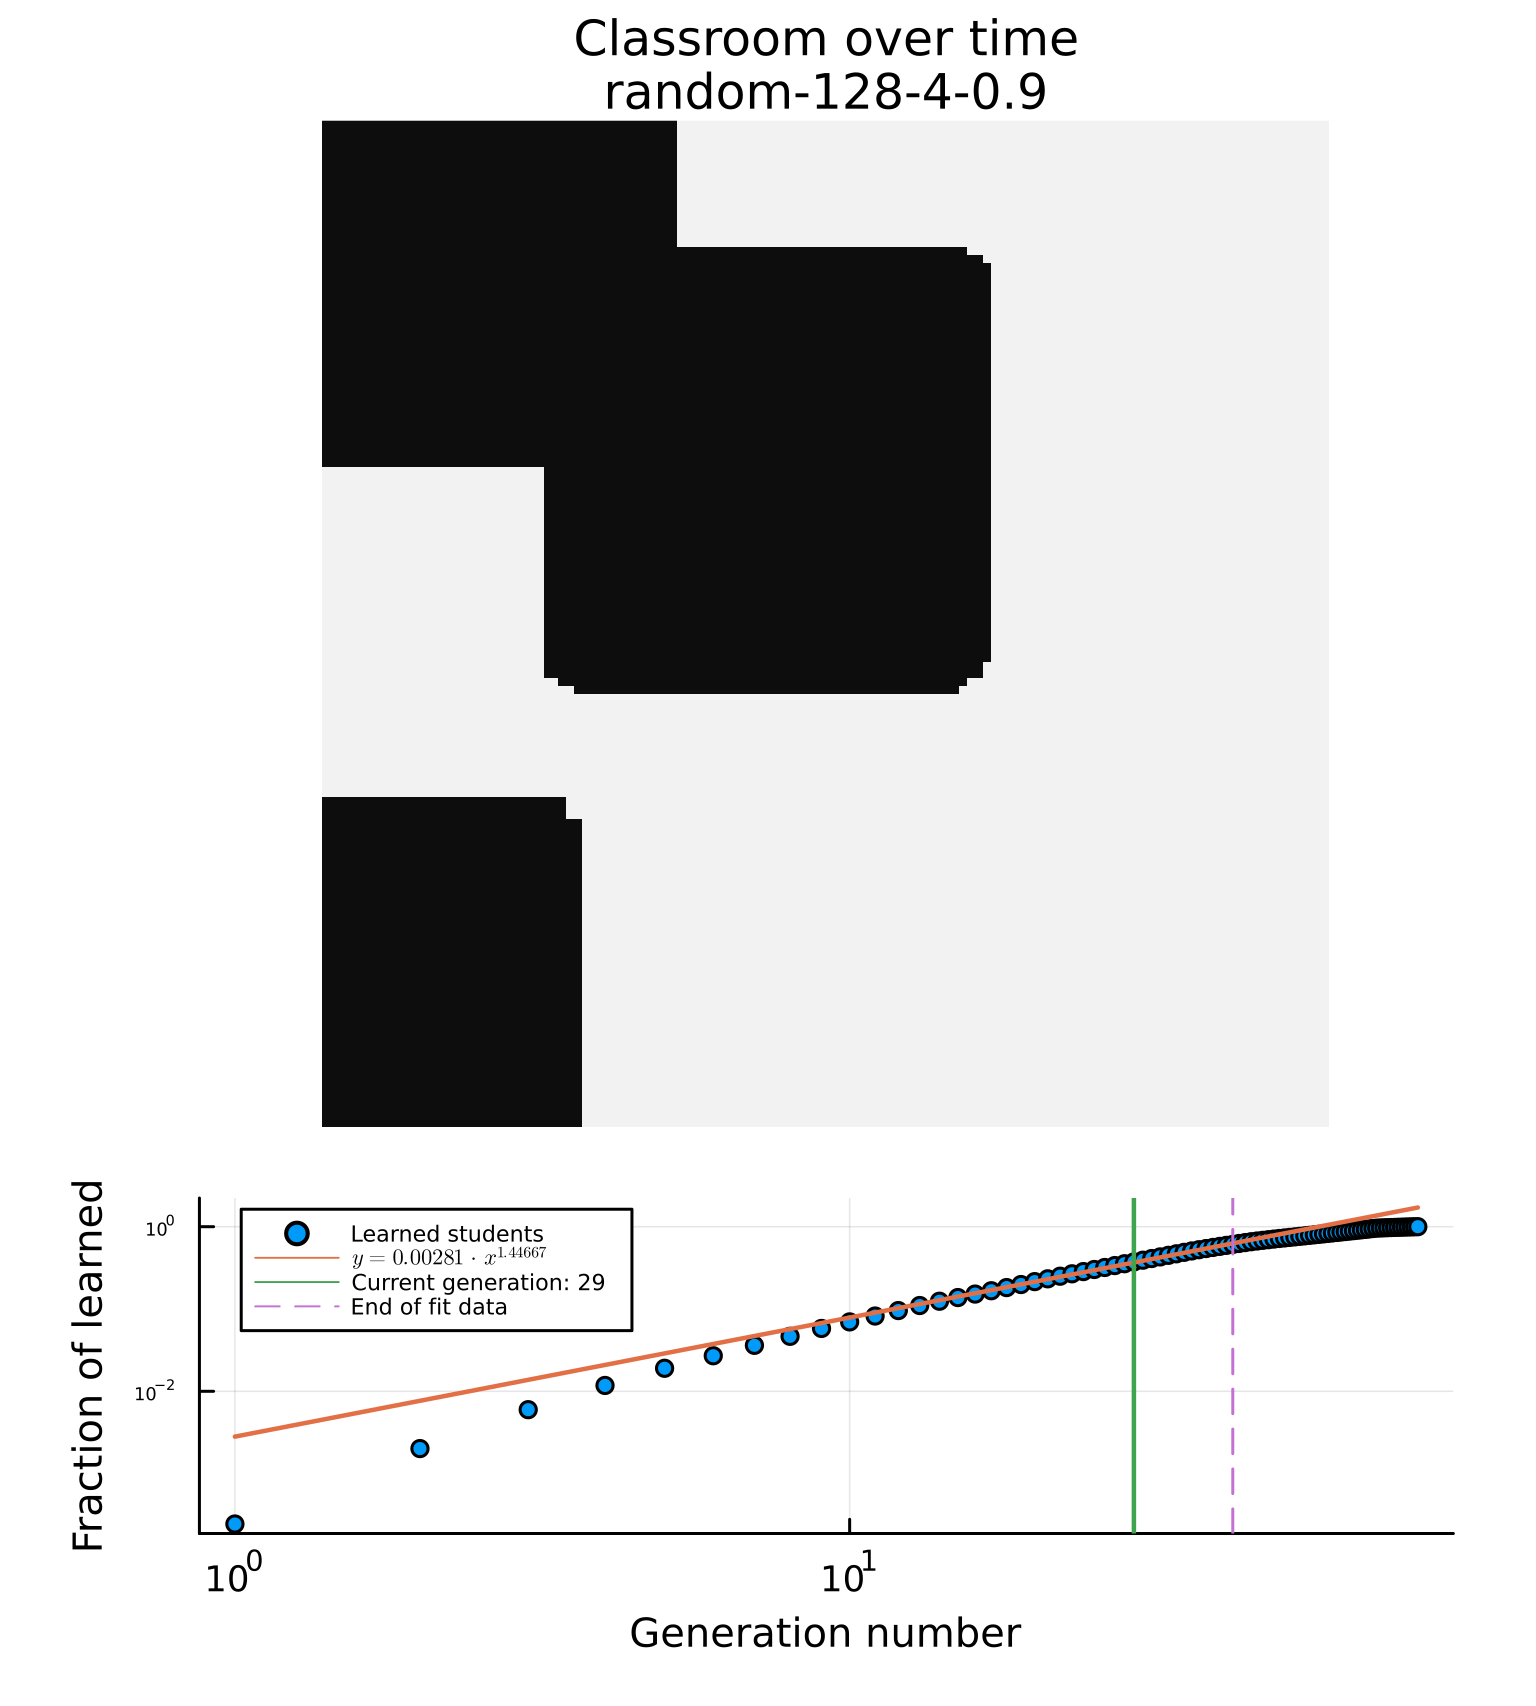 Classroom over time
random-128-4-0.9
Fraction of learned
10^0
10^-2
Learned students
y = 0.00281 · x^1.44667
Current generation: 29
End of fit data
10^0
10^1
Generation number